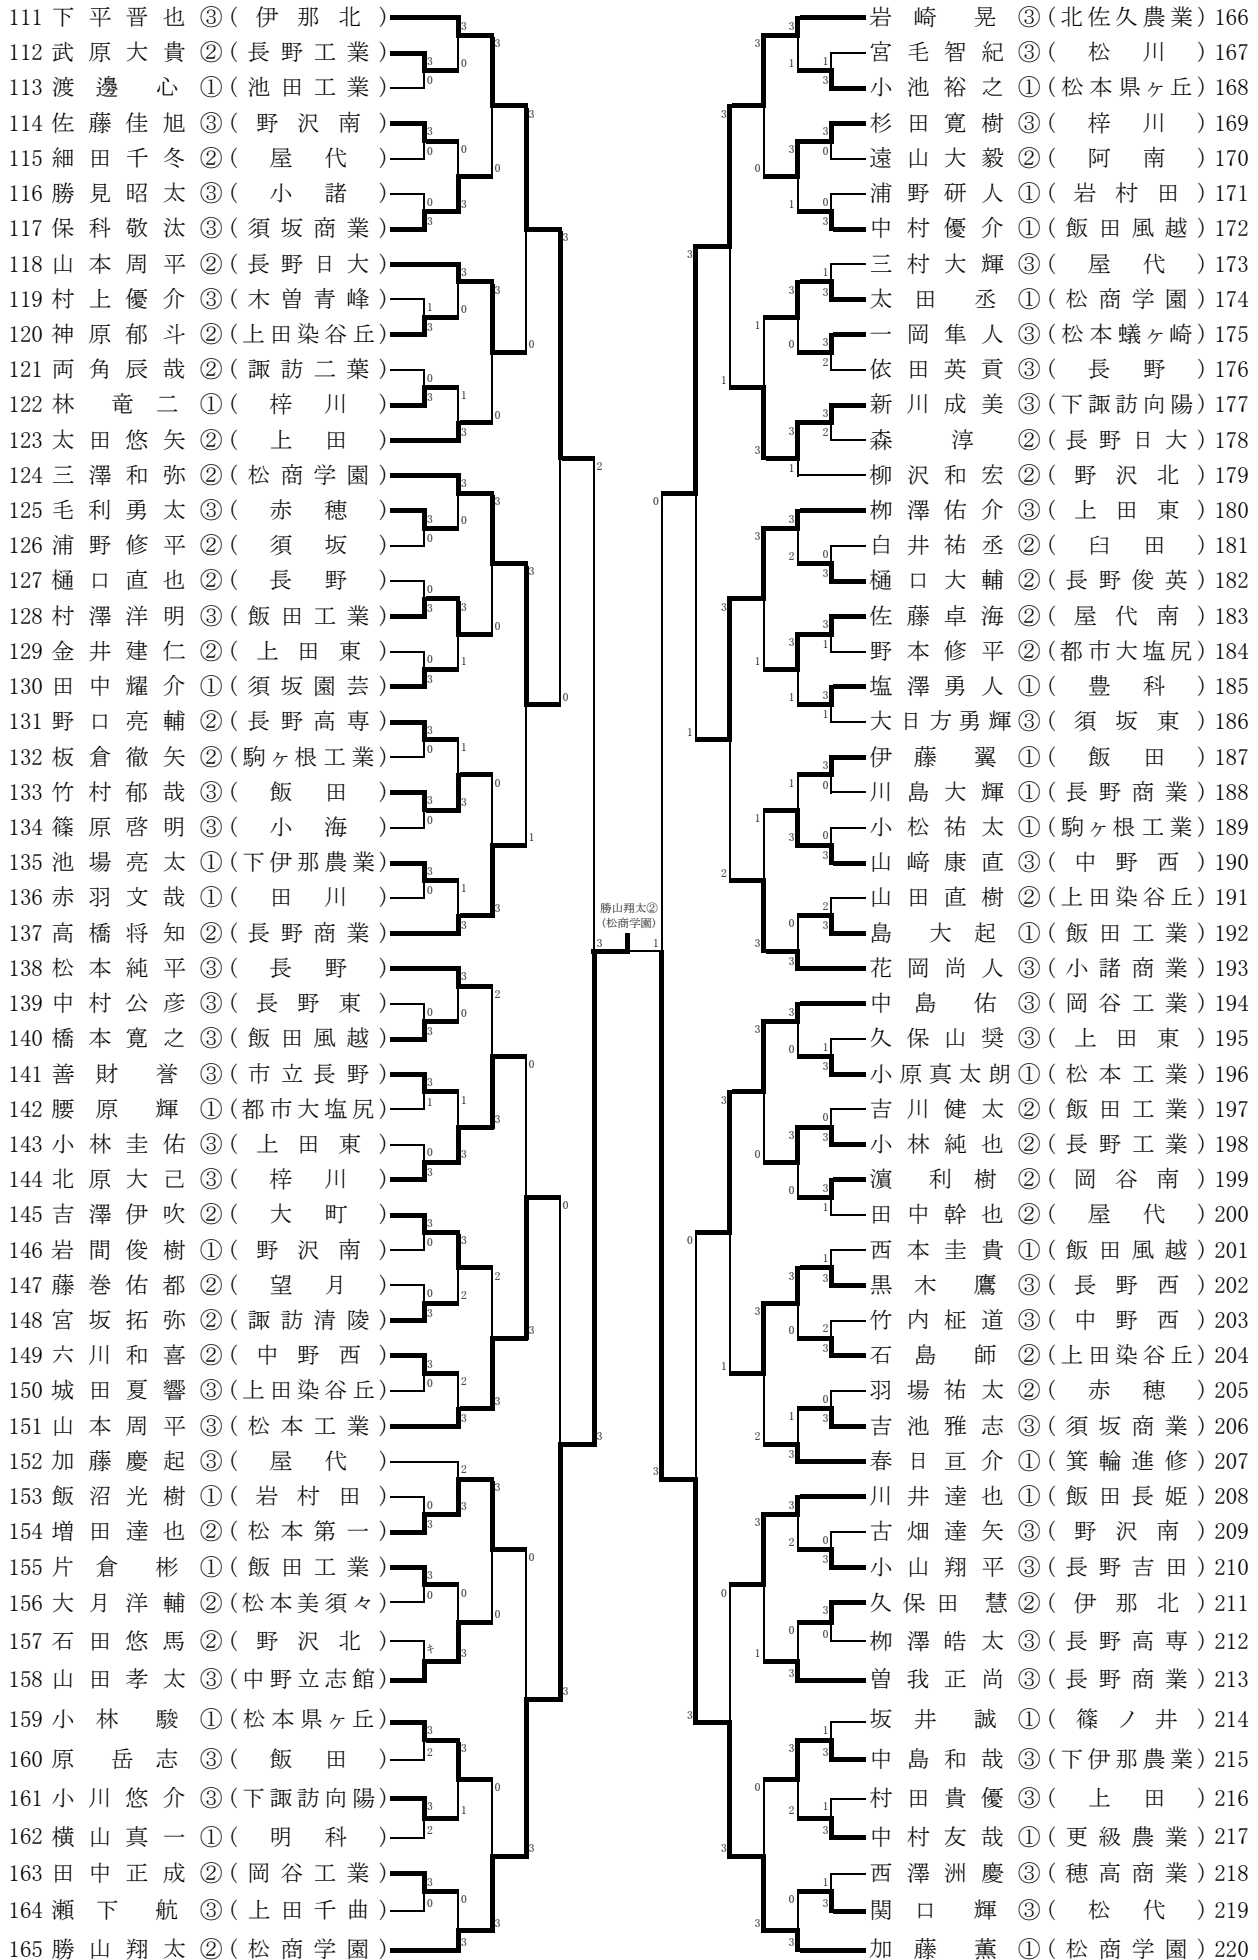 111 下平晋也 ③ (伊那北)
112 武原大貴 ② (長野工業)
113 渡邊心 ① (池田工業)
114 佐藤佳旭 ③ (野沢南)
115 細田千冬 ② (屋代)
116 勝見昭太 ③ (小諸)
117 保科敬汰 ③ (須坂商業)
118 山本周平 ② (長野日大)
119 村上優介 ③ (木曽青峰)
120 神原郁斗 ② (上田染谷丘)
121 両角辰哉 ② (諏訪二葉)
122 林竜二 ① (梓川)
123 太田悠矢 ② (上田)
124 三澤和弥 ② (松商学園)
125 毛利勇太 ③ (赤穂)
126 浦野修平 ② (須坂)
127 樋口直也 ② (長野)
128 村澤洋明 ③ (飯田工業)
129 金井建仁 ② (上田東)
130 田中耀介 ① (須坂園芸)
131 野口亮輔 ② (長野高専)
132 板倉徹矢 ② (駒ヶ根工業)
133 竹村郁哉 ③ (飯田)
134 篠原啓明 ③ (小海)
135 池場亮太 ① (下伊那農業)
136 赤羽文哉 ① (田川)
137 高橋将知 ② (長野商業)
138 松本純平 ③ (長野)
139 中村公彦 ③ (長野東)
140 橋本寛之 ③ (飯田風越)
141 善財誉 ③ (市立長野)
142 腰原輝 ① (都市大塩尻)
143 小林圭佑 ③ (上田東)
144 北原大己 ③ (梓川)
145 吉澤伊吹 ② (大町)
146 岩間俊樹 ① (野沢南)
147 藤巻佑都 ② (望月)
148 宮坂拓弥 ② (諏訪清陵)
149 六川和喜 ② (中野西)
150 城田夏響 ③ (上田染谷丘)
151 山本周平 ③ (松本工業)
152 加藤慶起 ③ (屋代)
153 飯沼光樹 ① (岩村田)
154 増田達也 ② (松本第一)
155 片倉彬 ① (飯田工業)
156 大月洋輔 ② (松本美須々)
157 石田悠馬 ② (野沢北)
158 山田孝太 ③ (中野立志館)
159 小林駿 ① (松本県ヶ丘)
160 原岳志 ③ (飯田)
161 小川悠介 ③ (下諏訪向陽)
162 横山真一 ① (明科)
163 田中正成 ② (岡谷工業)
164 瀬下航 ③ (上田千曲)
165 勝山翔太 ② (松商学園)
勝山翔太②
(松商学園)
3 1
岩崎晃 ③ (北佐久農業) 166
宮毛智紀 ③ (松川) 167
小池裕之 ① (松本県ヶ丘) 168
杉田寛樹 ③ (梓川) 169
遠山大毅 ② (阿南) 170
浦野研人 ① (岩村田) 171
中村優介 ① (飯田風越) 172
三村大輝 ③ (屋代) 173
太田丞 ① (松商学園) 174
一岡隼人 ③ (松本蟻ヶ崎) 175
依田英貢 ③ (長野) 176
新川成美 ③ (下諏訪向陽) 177
森淳 ② (長野日大) 178
柳沢和宏 ② (野沢北) 179
栁澤佑介 ③ (上田東) 180
白井祐丞 ② (臼田) 181
樋口大輔 ② (長野俊英) 182
佐藤卓海 ② (屋代南) 183
野本修平 ② (都市大塩尻) 184
塩澤勇人 ① (豊科) 185
大日方勇輝 ③ (須坂東) 186
伊藤翼 ① (飯田) 187
川島大輝 ① (長野商業) 188
小松祐太 ① (駒ヶ根工業) 189
山﨑康直 ③ (中野西) 190
山田直樹 ② (上田染谷丘) 191
島大起 ① (飯田工業) 192
花岡尚人 ③ (小諸商業) 193
中島佑 ③ (岡谷工業) 194
久保山奨 ③ (上田東) 195
小原真太朗 ① (松本工業) 196
吉川健太 ② (飯田工業) 197
小林純也 ② (長野工業) 198
濵利樹 ② (岡谷南) 199
田中幹也 ② (屋代) 200
西本圭貴 ① (飯田風越) 201
黒木鷹 ③ (長野西) 202
竹内柾道 ③ (中野西) 203
石島師 ② (上田染谷丘) 204
羽場祐太 ② (赤穂) 205
吉池雅志 ③ (須坂商業) 206
春日亘介 ① (箕輪進修) 207
川井達也 ① (飯田長姫) 208
古畑達矢 ③ (野沢南) 209
小山翔平 ③ (長野吉田) 210
久保田慧 ② (伊那北) 211
栁澤皓太 ③ (長野高専) 212
曽我正尚 ③ (長野商業) 213
坂井誠 ① (篠ノ井) 214
中島和哉 ③ (下伊那農業) 215
村田貴優 ③ (上田) 216
中村友哉 ① (更級農業) 217
西澤洲慶 ③ (穂高商業) 218
関口輝 ③ (松代) 219
加藤薫 ① (松商学園) 220